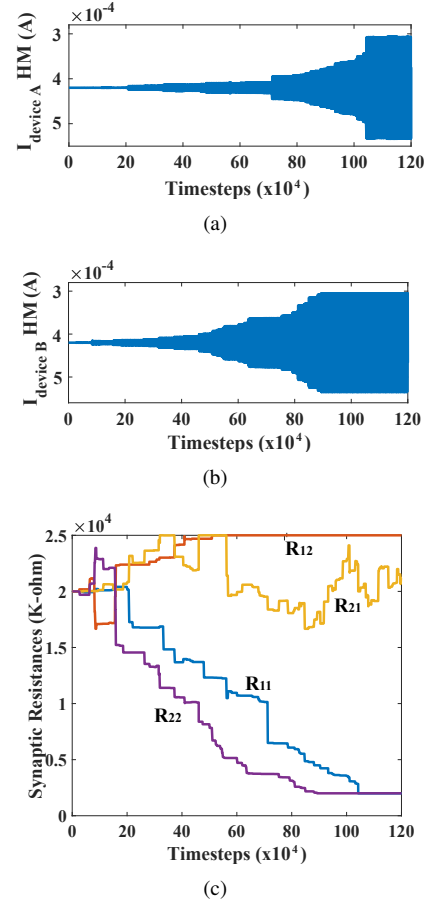 ×10⁻⁴
3
4
5
I device A HM (A)
0 20 40 60 80 100 120
Timesteps (x10⁴)
(a)
×10⁻⁴
3
4
5
I device B HM (A)
0 20 40 60 80 100 120
Timesteps (x10⁴)
(b)
×10⁴
2.5
2
1.5
1
0.5
0
Synaptic Resistances (K-ohm)
R₁₂
R₂₁
R₁₁
R₂₂
0 20 40 60 80 100 120
Timesteps (x10⁴)
(c)